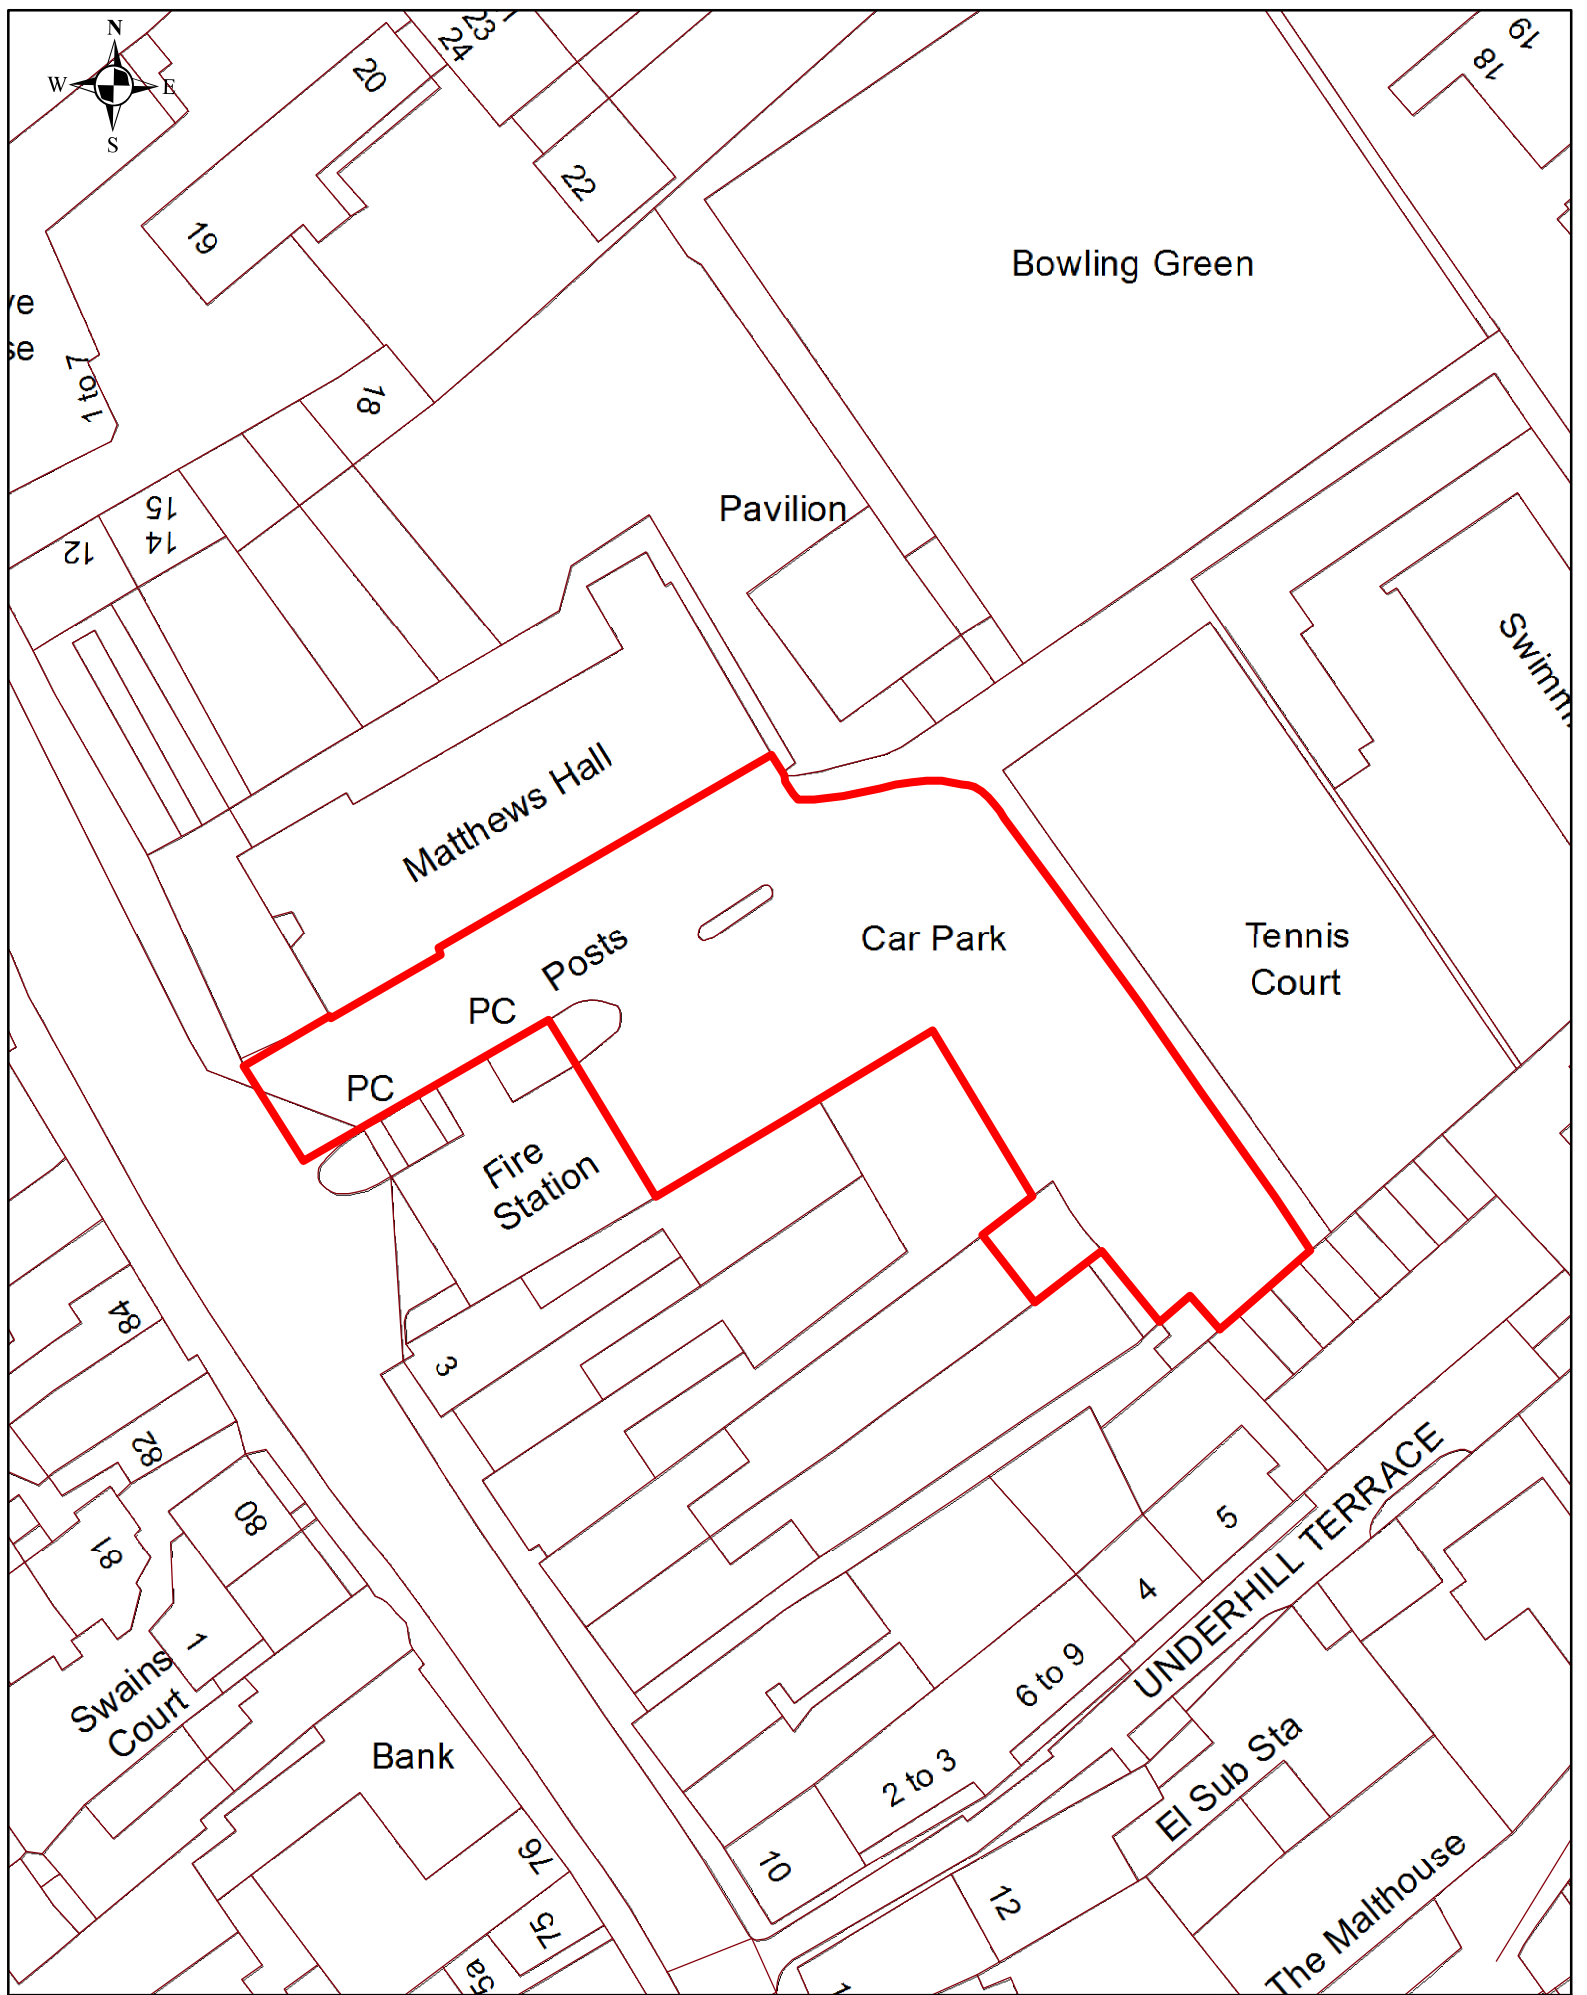 N
W
E
S
20
23
24
22
19
18
19
Bowling Green
1 to 7
18
Pavilion
15
14
12
Matthews Hall
Posts
Car Park
Tennis
Court
PC
PC
Fire
Station
84
3
82
80
81
5
4
UNDERHILL TERRACE
1
Swains
Court
6 to 9
Bank
2 to 3
El Sub Sta
76
10
75
12
The Malthouse
5a